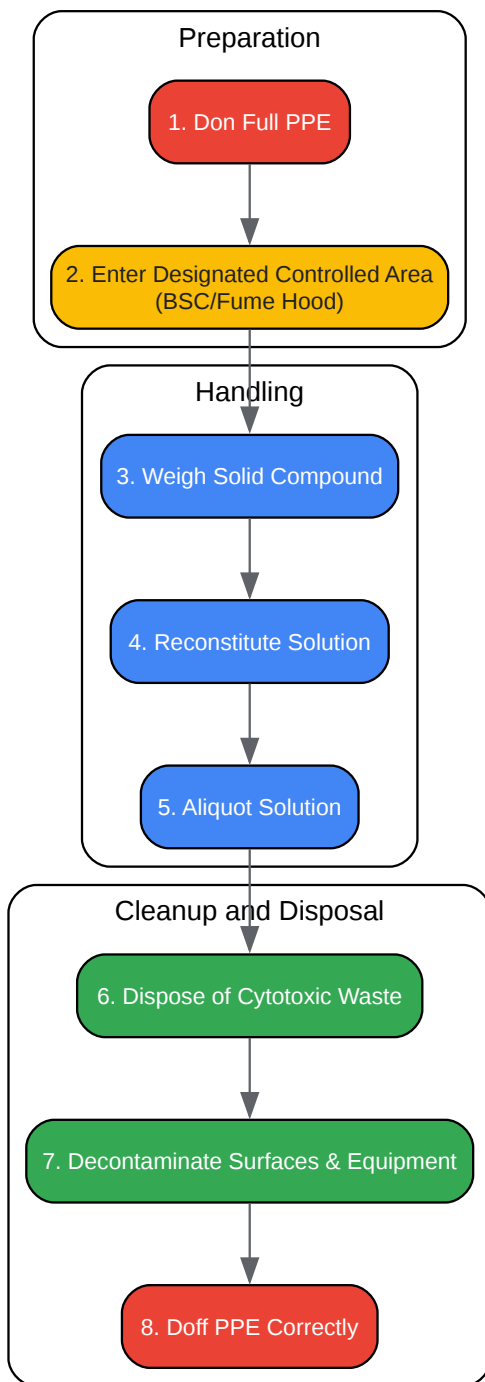 Preparation
1. Don Full PPE
2. Enter Designated Controlled Area
(BSC/Fume Hood)
Handling
3. Weigh Solid Compound
4. Reconstitute Solution
5. Aliquot Solution
Cleanup and Disposal
6. Dispose of Cytotoxic Waste
7. Decontaminate Surfaces & Equipment
8. Doff PPE Correctly